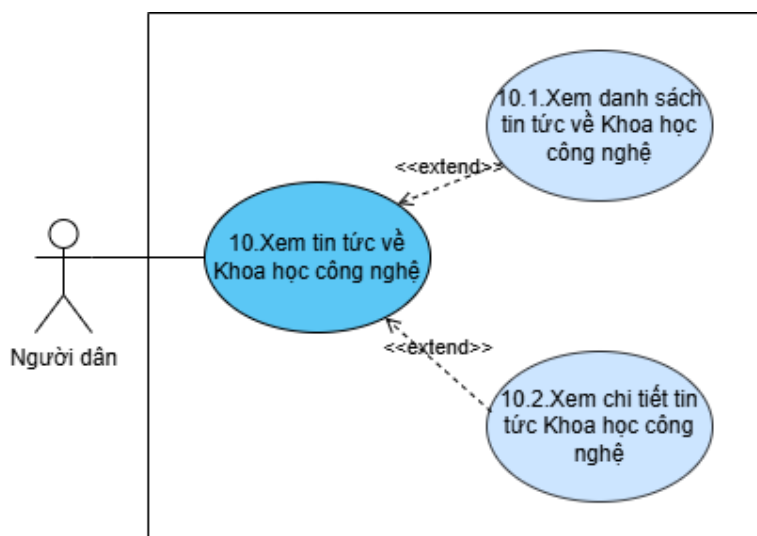 10.1.Xem danh sách
tin tức về Khoa học
công nghệ
<<extend>>
10.Xem tin tức về
Khoa học công nghệ
Người dân
<<extend>>
10.2.Xem chi tiết tin
tức Khoa học công
nghệ